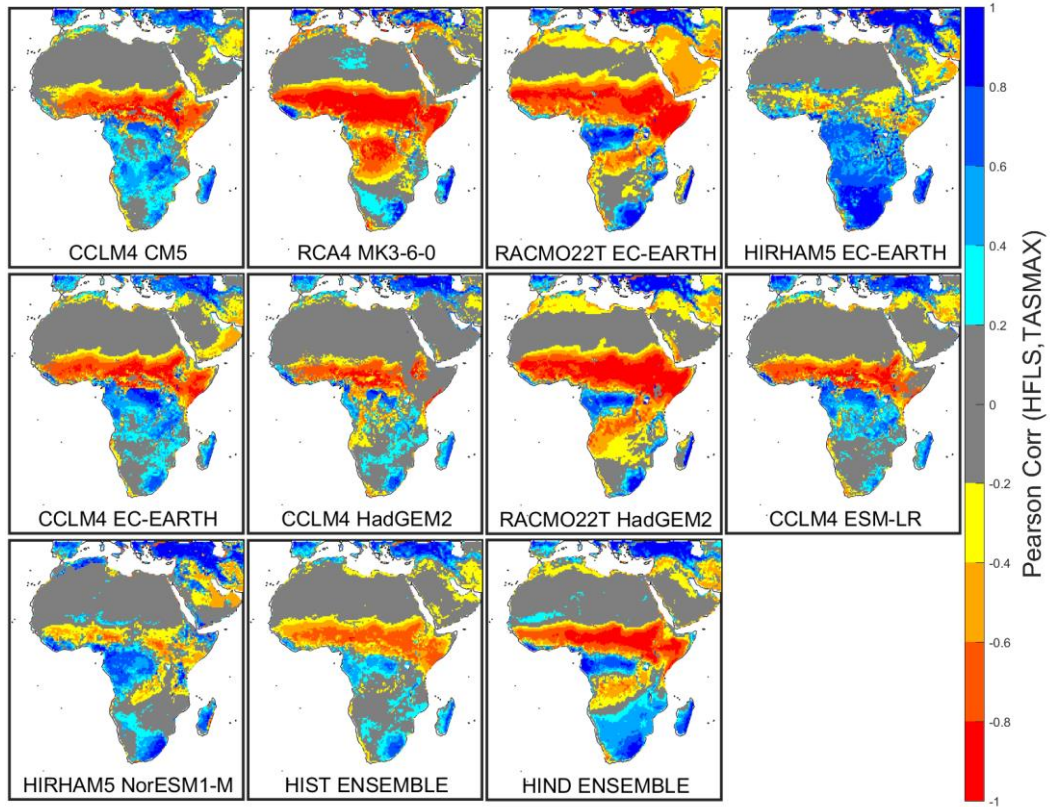 CCLM4 CM5
RCA4 MK3-6-0
RACMO22T EC-EARTH
HIRHAM5 EC-EARTH
CCLM4 EC-EARTH
CCLM4 HadGEM2
RACMO22T HadGEM2
CCLM4 ESM-LR
HIRHAM5 NorESM1-M
HIST ENSEMBLE
HIND ENSEMBLE
1
0.8
0.6
0.4
0.2
0
-0.2
-0.4
-0.6
-0.8
-1
Pearson Corr (HFLS,TASMAX)